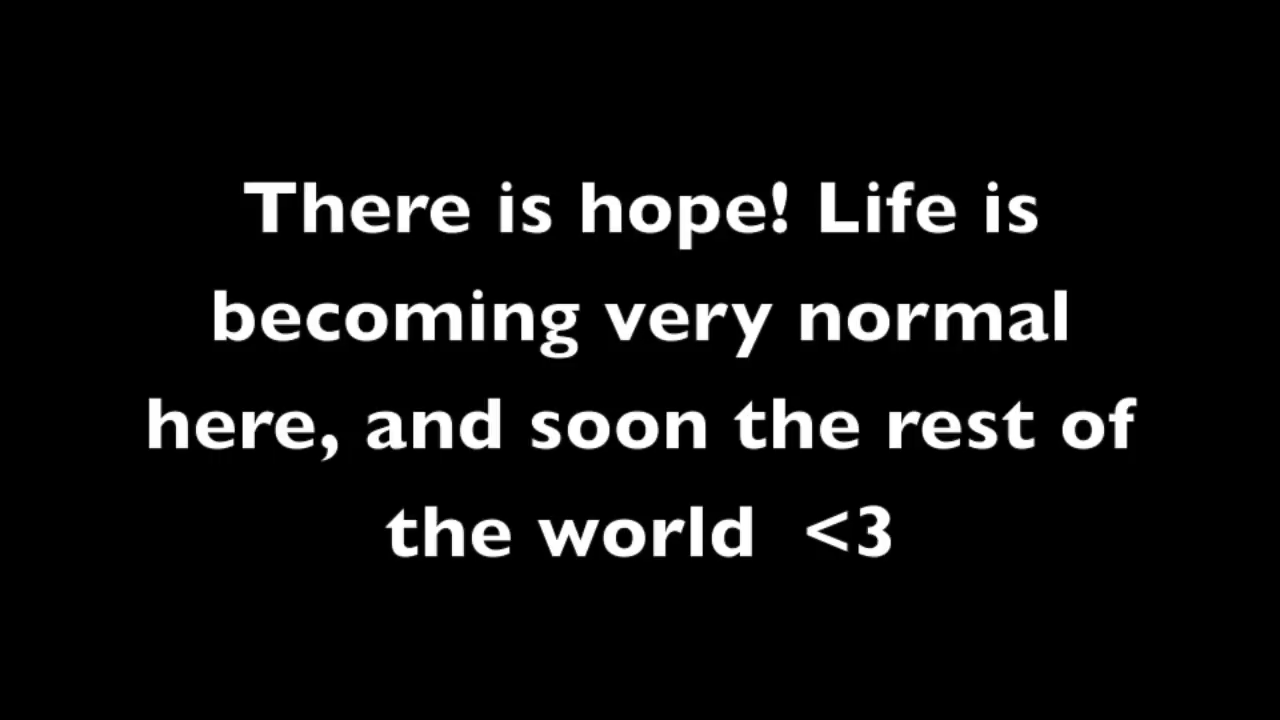 There is hope! Life is
becoming very normal
here, and soon the rest of
the world  <3